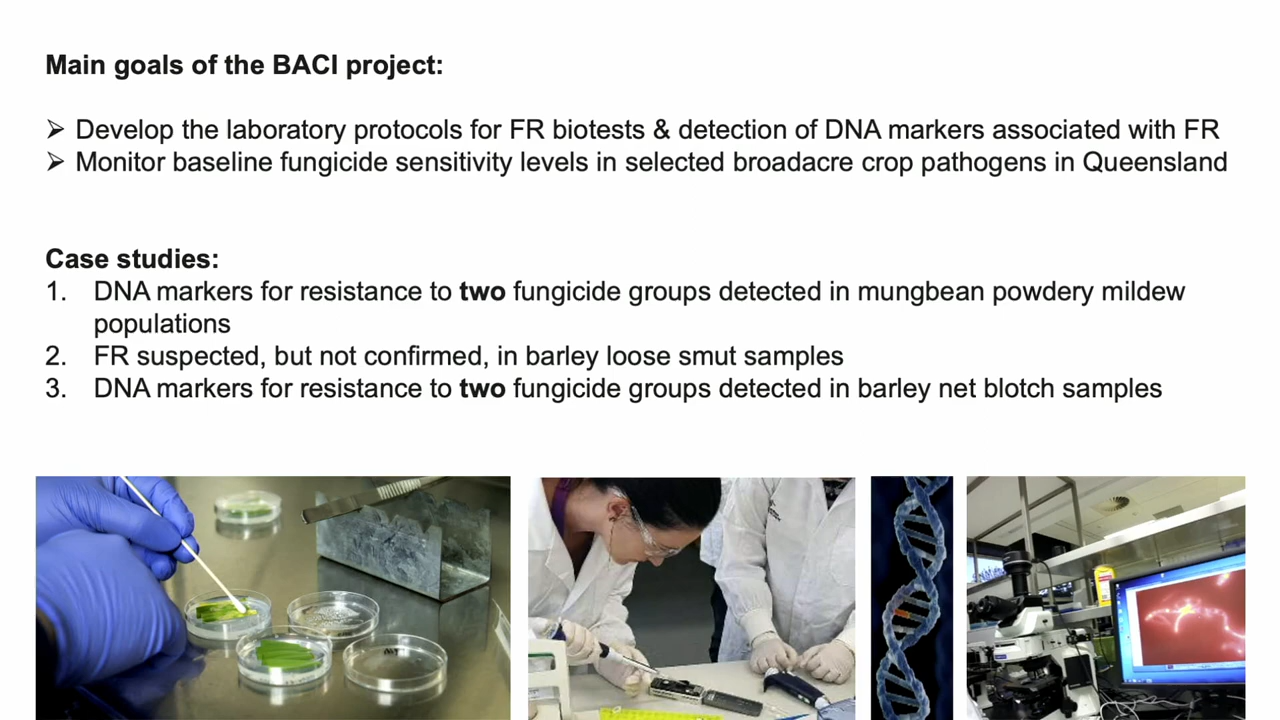 Main goals of the BACI project:
➢ Develop the laboratory protocols for FR biotests & detection of DNA markers associated with FR
➢ Monitor baseline fungicide sensitivity levels in selected broadacre crop pathogens in Queensland
Case studies:
1. DNA markers for resistance to two fungicide groups detected in mungbean powdery mildew
populations
2. FR suspected, but not confirmed, in barley loose smut samples
3. DNA markers for resistance to two fungicide groups detected in barley net blotch samples